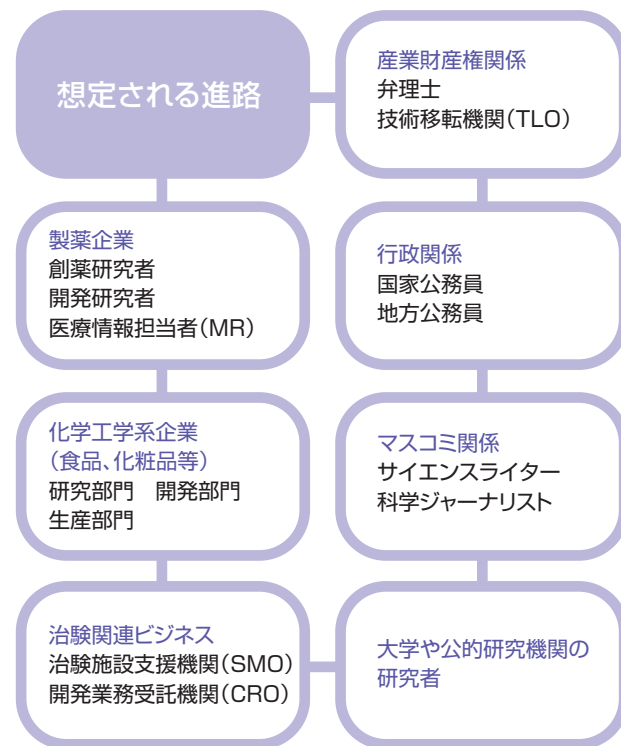 想定される進路
産業財産権関係
弁理士
技術移転機関(TLO)
製薬企業
創薬研究者
開発研究者
医療情報担当者(MR)
行政関係
国家公務員
地方公務員
化学工学系企業
(食品、化粧品等)
研究部門　開発部門
生産部門
マスコミ関係
サイエンスライター
科学ジャーナリスト
治験関連ビジネス
治験施設支援機関(SMO)
開発業務受託機関(CRO)
大学や公的研究機関の
研究者